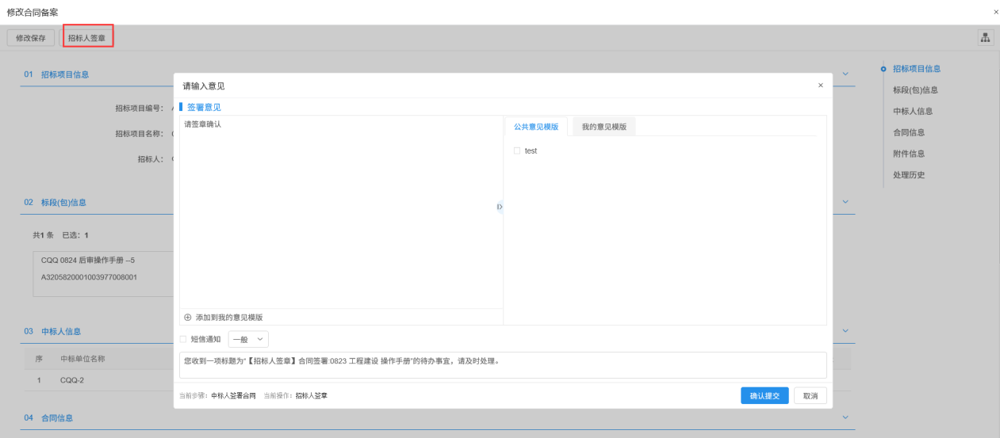 修改合同备案
×
修改保存
招标人签章
01 招标项目信息
招标项目编号：
招标项目名称：
招标人：
02 标段(包)信息
共1 条 已选：1
CQQ 0824 后审操作手册 --5
A3205820001003977008001
03 中标人信息
序 中标单位名称
1 CQQ-2
04 合同信息
请输入意见
×
签署意见
请签章确认
公共意见模版
我的意见模版
test
添加到我的意见模版
短信通知
一般
您收到一项标题为“【招标人签章】合同签署:0823 工程建设 操作手册”的待办事宜，请及时处理。
当前步骤：中标人签署合同 当前操作：招标人签章
确认提交
取消
招标项目信息
标段(包)信息
中标人信息
合同信息
附件信息
处理历史